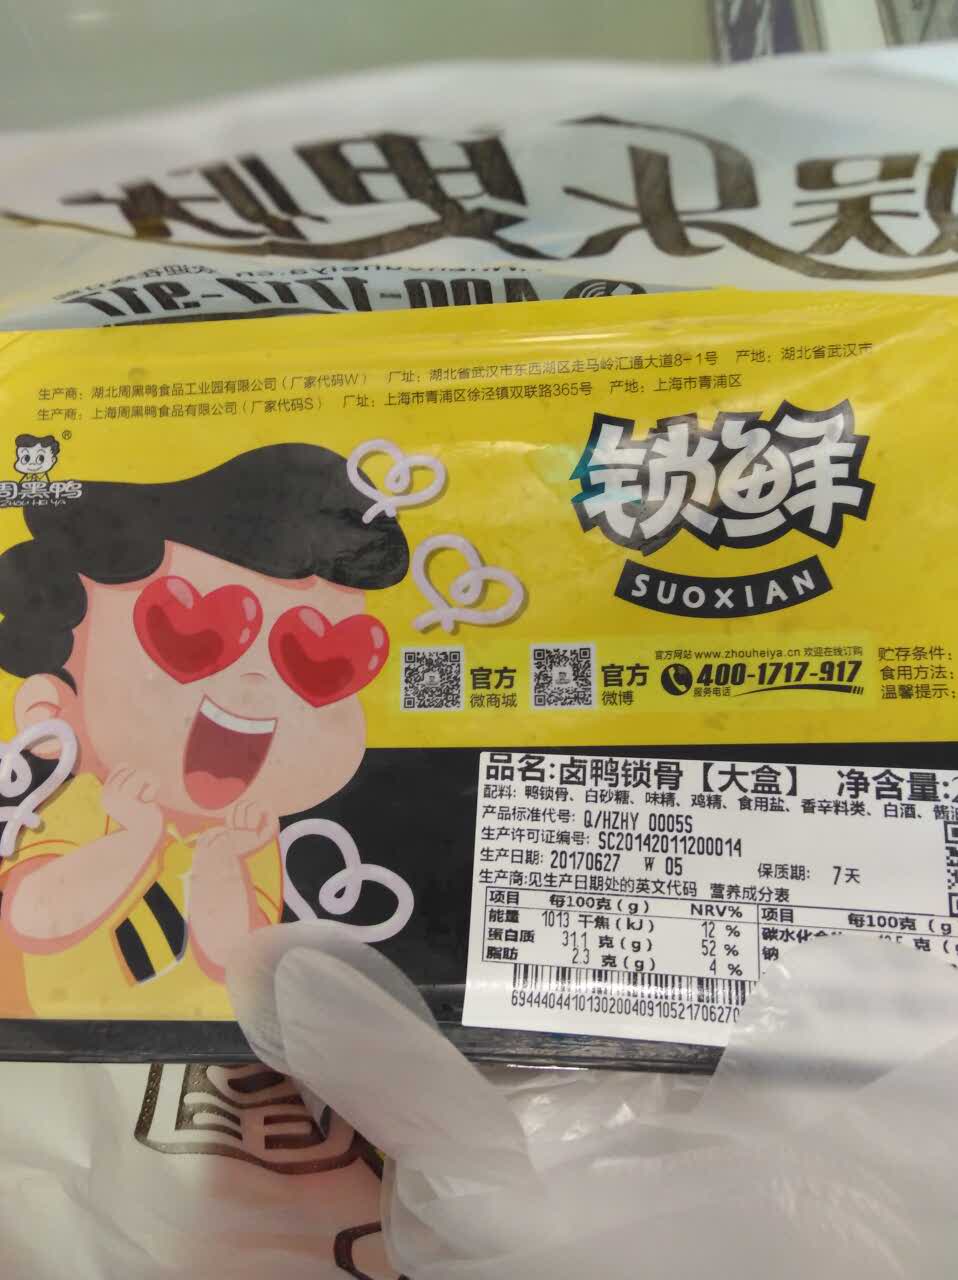 生产商：湖北周黑鸭食品工业园有限公司（厂家代码W） 厂址：湖北省武汉市东西湖区走马岭汇通大道8-1号 产地：湖北省武汉市
生产商：上海周黑鸭食品有限公司（厂家代码S） 厂址：上海市青浦区徐泾镇双联路365号 产地：上海市青浦区
周黑鸭
ZHOU HEI YA
锁鲜
SUOXIAN
官方
微商城
官方
微博
官方网站 www.zhouheiya.cn 欢迎在线订购
400-1717-917
服务电话
贮存条件：
食用方法：
温馨提示：
品名:卤鸭锁骨【大盒】 净含量:
配料: 鸭锁骨、白砂糖、味精、鸡精、食用盐、香辛料类、白酒、酱油
产品标准代号: Q/HZHY 0005S
生产许可证编号: SC20142011200014
生产日期: 20170627 W 05 保质期: 7天
生产商:见生产日期处的英文代码 营养成分表
项目 每100克(g) NRV% 项目 每100克(g
能量 1013 千焦(kJ) 12 % 碳水化 克(
蛋白质 31.1 克(g) 52 % 钠
脂肪 2.3 克(g) 4 %
694440441013020040910521706270